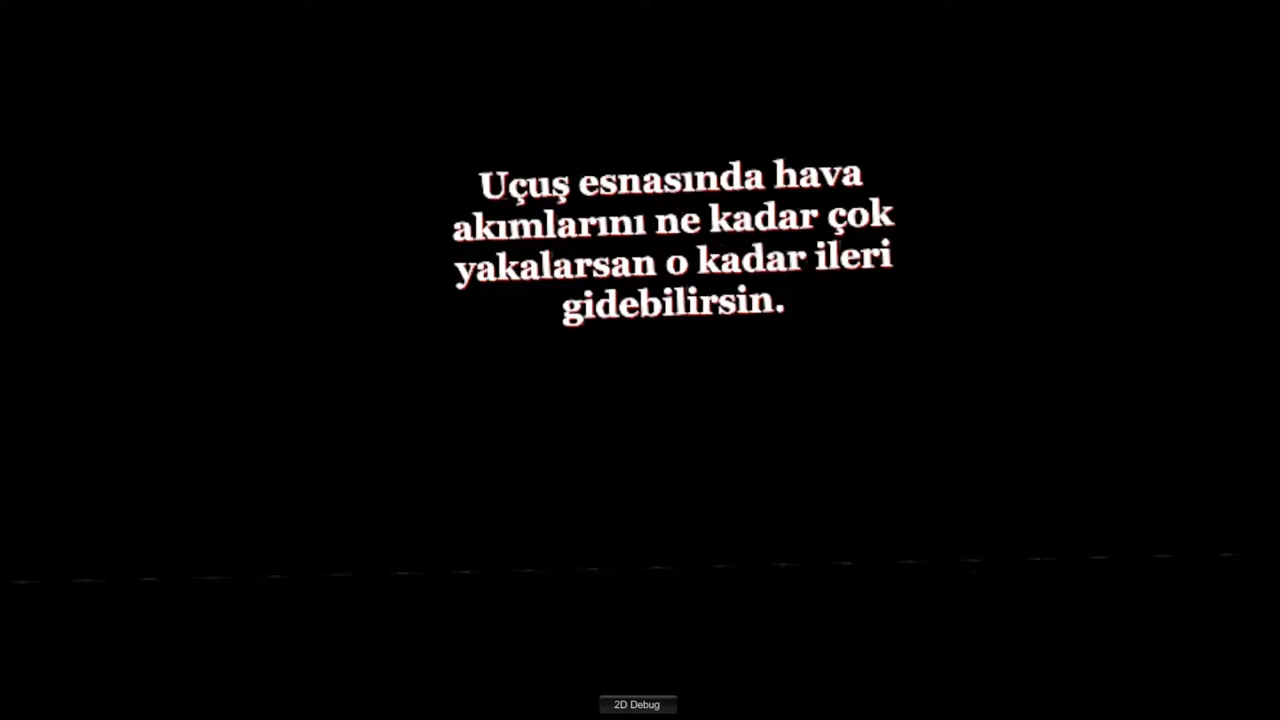 Uçuş esnasında hava
akımlarını ne kadar çok
yakalarsan o kadar ileri
gidebilirsin.
2D Debug